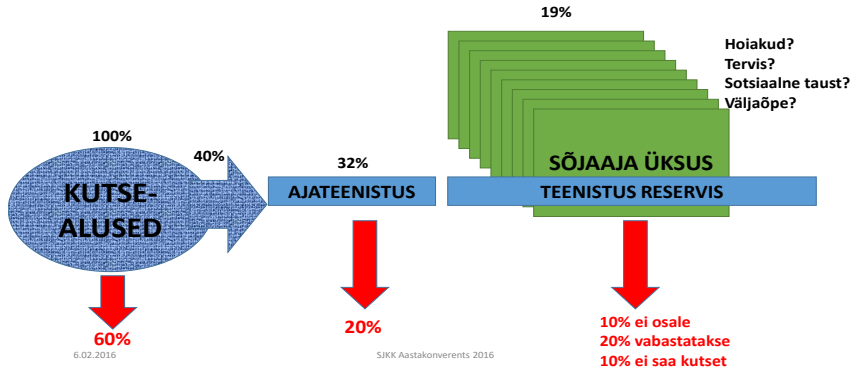 19%
Hoiakud?
Tervis?
Sotsiaalne taust?
Väljaõpe?
100%
40%
32%
KUTSE-
ALUSED
AJATEENISTUS
SÕJAAJA ÜKSUS
TEENISTUS RESERVIS
60%
20%
10% ei osale
20% vabastatakse
10% ei saa kutset
6.02.2016
SJKK Aastakonverents 2016